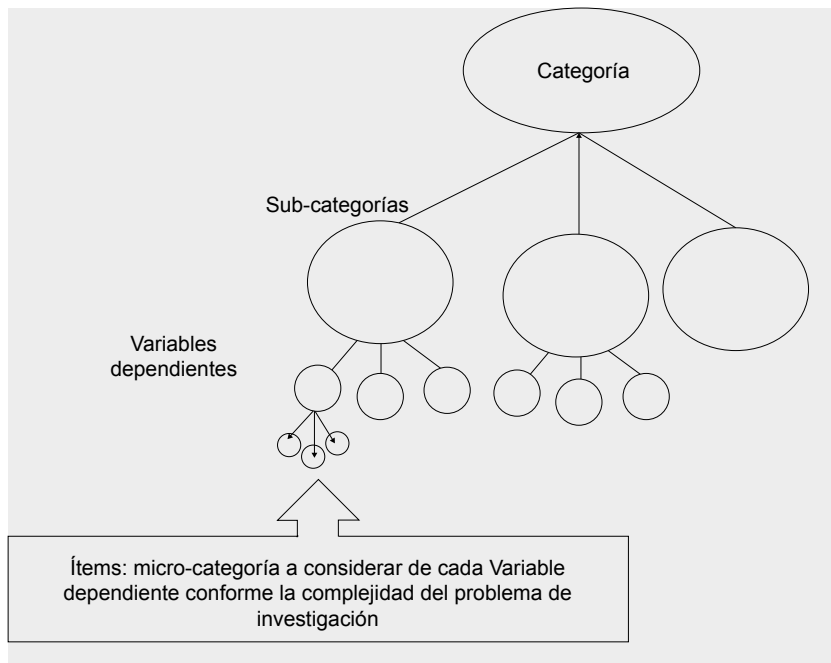 Categoría
Sub-categorías
Variables
dependientes
Ítems: micro-categoría a considerar de cada Variable
dependiente conforme la complejidad del problema de
investigación